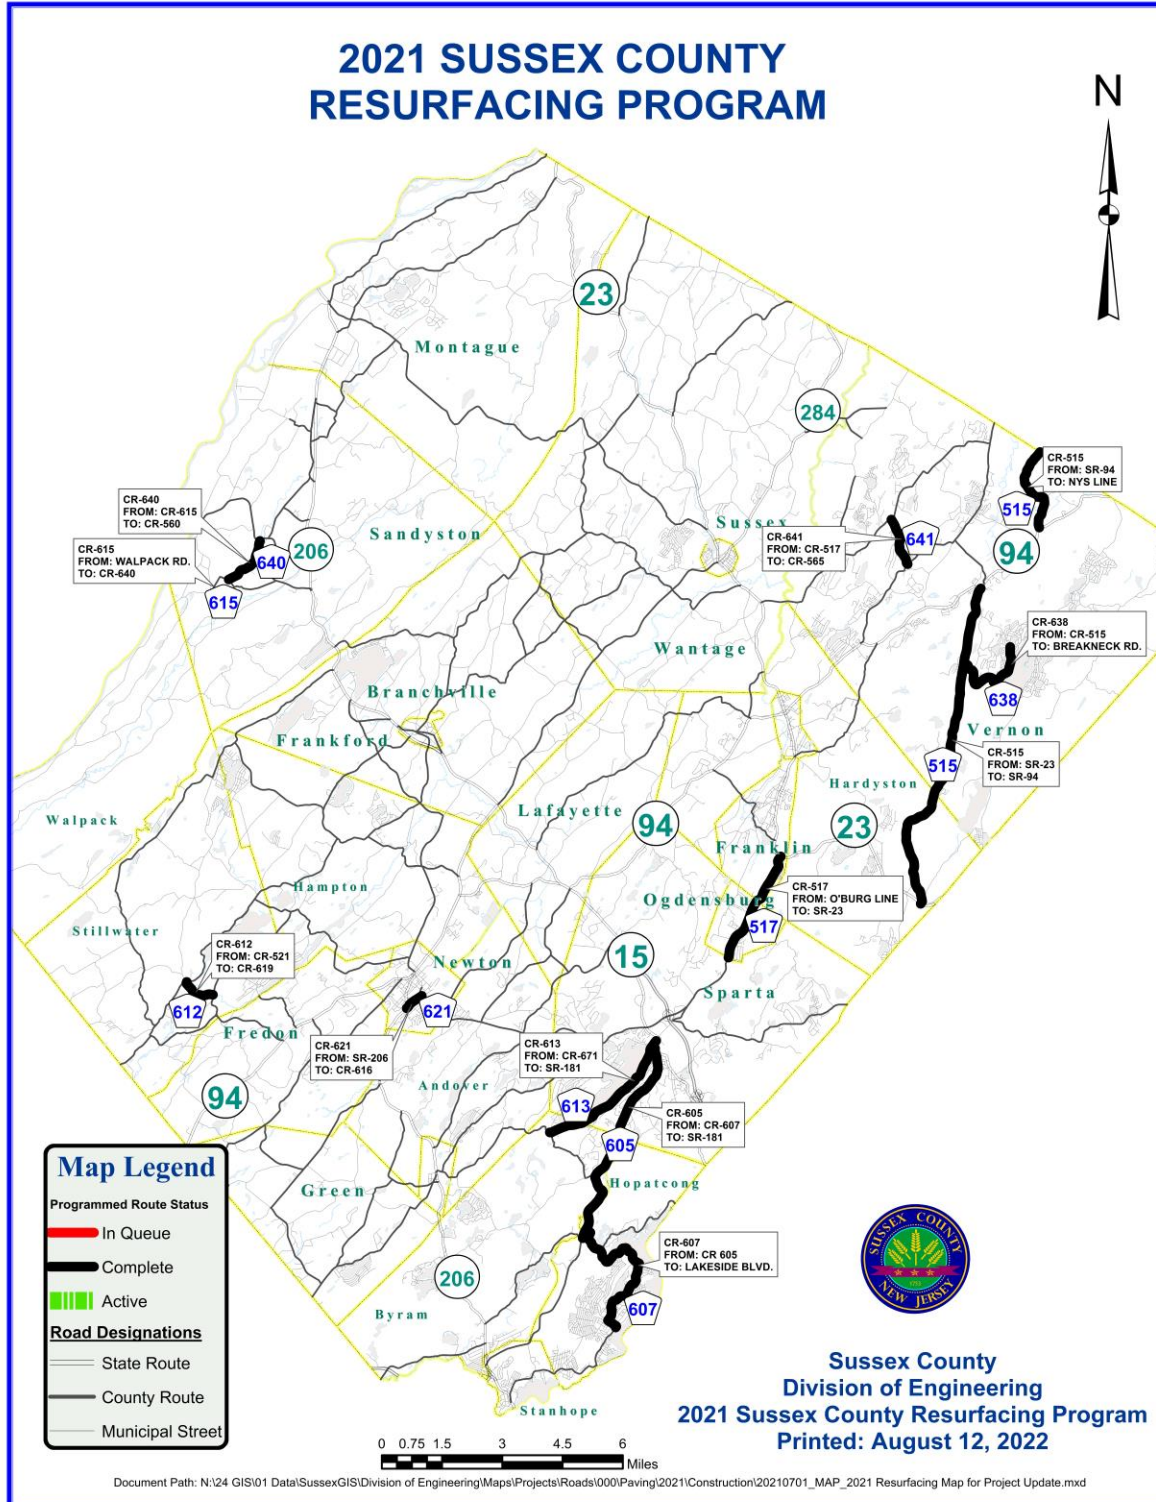 2021 SUSSEX COUNTY
RESURFACING PROGRAM
N
23
Montague
284
CR-515
FROM: SR-94
TO: NYS LINE
515
CR-640
FROM: CR-615
TO: CR-560
Sandyston
Sussex
CR-641
FROM: CR-517
TO: CR-565
641
94
CR-615
FROM: WALPACK RD.
TO: CR-640
640
206
615
CR-638
FROM: CR-515
TO: BREAKNECK RD.
Wantage
638
Branchville
Vernon
Frankford
CR-515
FROM: SR-23
TO: SR-94
515
Hardyston
Lafayette
94
23
Walpack
Franklin
Hampton
CR-517
FROM: O'BURG LINE
TO: SR-23
Ogdensburg
517
Stillwater
CR-612
FROM: CR-521
TO: CR-619
Newton
15
Sparta
612
621
Fredon
CR-621
FROM: SR-206
TO: CR-616
CR-613
FROM: CR-671
TO: SR-181
Andover
94
613
CR-605
FROM: CR-607
TO: SR-181
605
Hopatcong
Green
CR-607
FROM: CR 605
TO: LAKESIDE BLVD.
206
607
Byram
Stanhope
Map Legend
Programmed Route Status
In Queue
Complete
Active
Road Designations
State Route
County Route
Municipal Street
SUSSEX COUNTY
1753
NEW JERSEY
Sussex County
Division of Engineering
2021 Sussex County Resurfacing Program
Printed: August 12, 2022
0 0.75 1.5 3 4.5 6
Miles
Document Path: N:\24 GIS\01 Data\SussexGIS\Division of Engineering\Maps\Projects\Roads\000\Paving\2021\Construction\20210701_MAP_2021 Resurfacing Map for Project Update.mxd